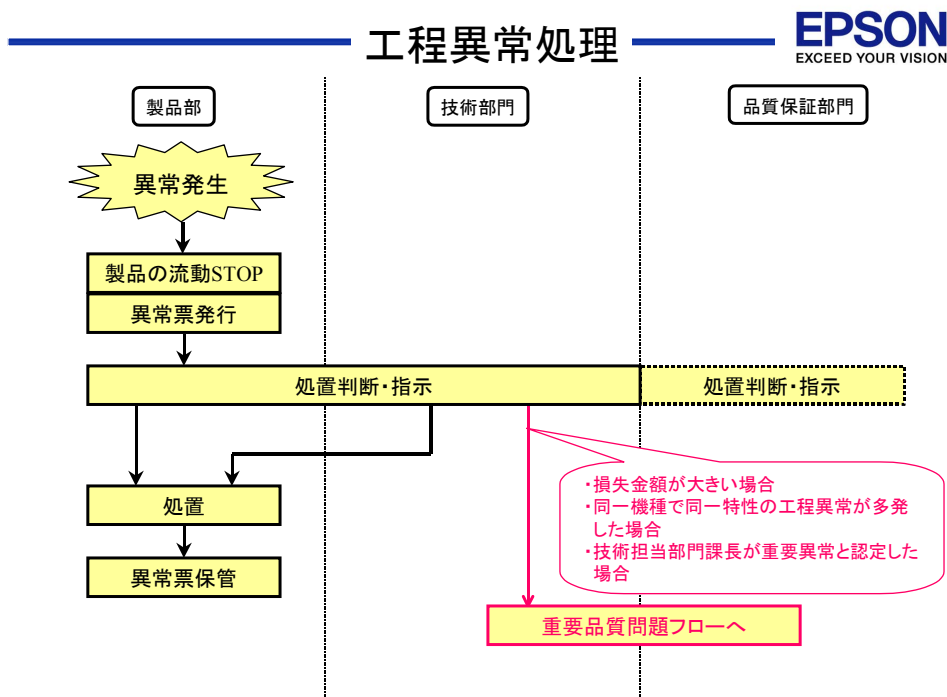 工程異常処理
EPSON
EXCEED YOUR VISION
製品部
技術部門
品質保証部門
異常発生
製品の流動STOP
異常票発行
処置判断・指示
処置判断・指示
・損失金額が大きい場合
・同一機種で同一特性の工程異常が多発
した場合
・技術担当部門課長が重要異常と認定した
場合
処置
異常票保管
重要品質問題フローへ